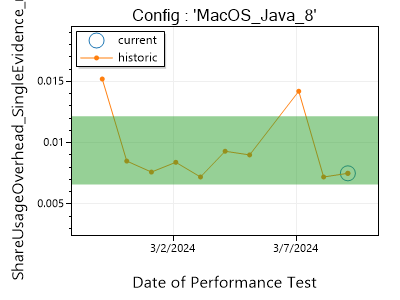 Config : 'MacOS_Java_8'
current
historic
ShareUsageOverhead_SingleEvidence_
0.015
0.01
0.005
3/2/2024
3/7/2024
Date of Performance Test